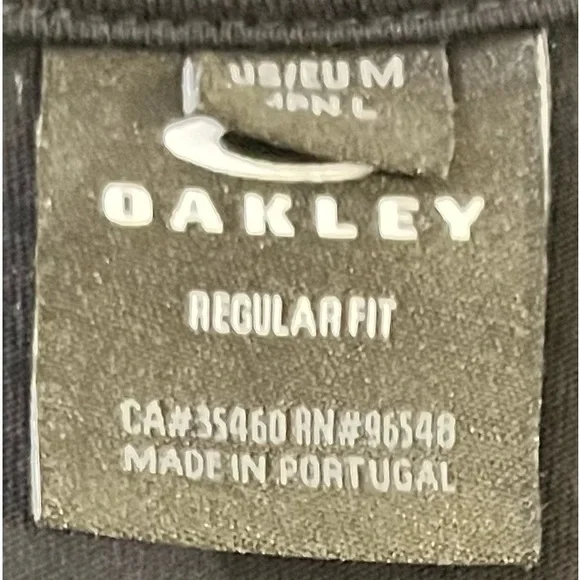 US/EU M
JPN L
OAKLEY
REGULAR FIT
CA#35460 RN#96548
MADE IN PORTUGAL